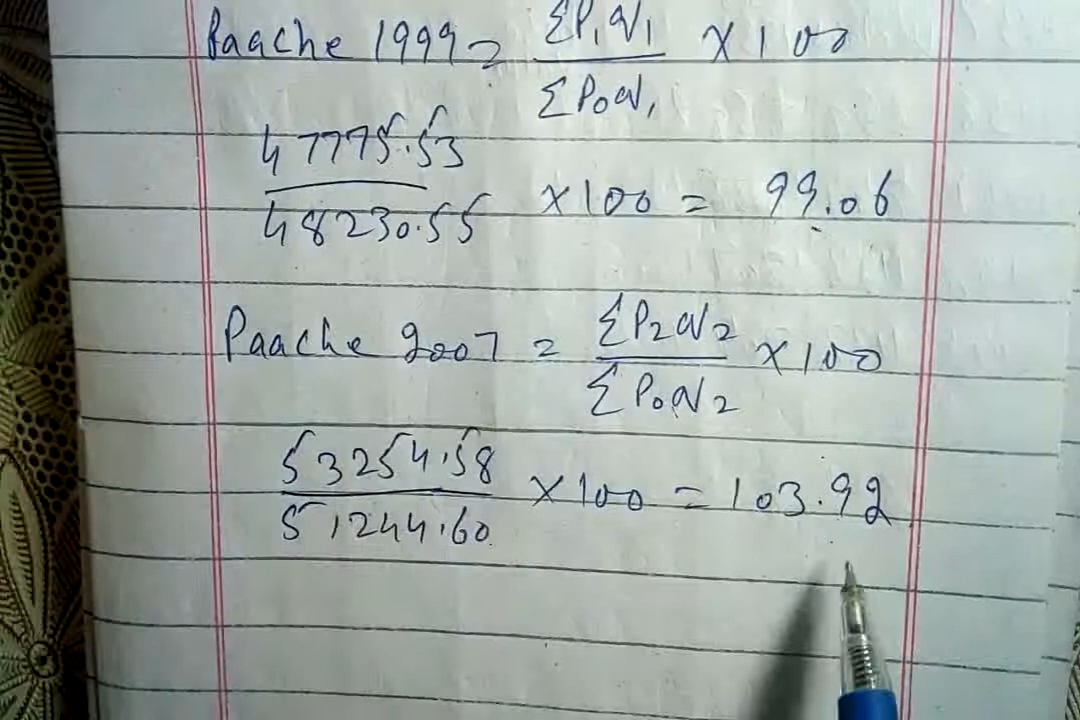 Paache 1999 = ΣP₁q₁ / ΣP₀q₁ × 100
47775.53 / 48230.55 × 100 = 99.06
Paache 2007 = ΣP₂q₂ / ΣP₀q₂ × 100
53254.58 / 51244.60 × 100 = 103.92